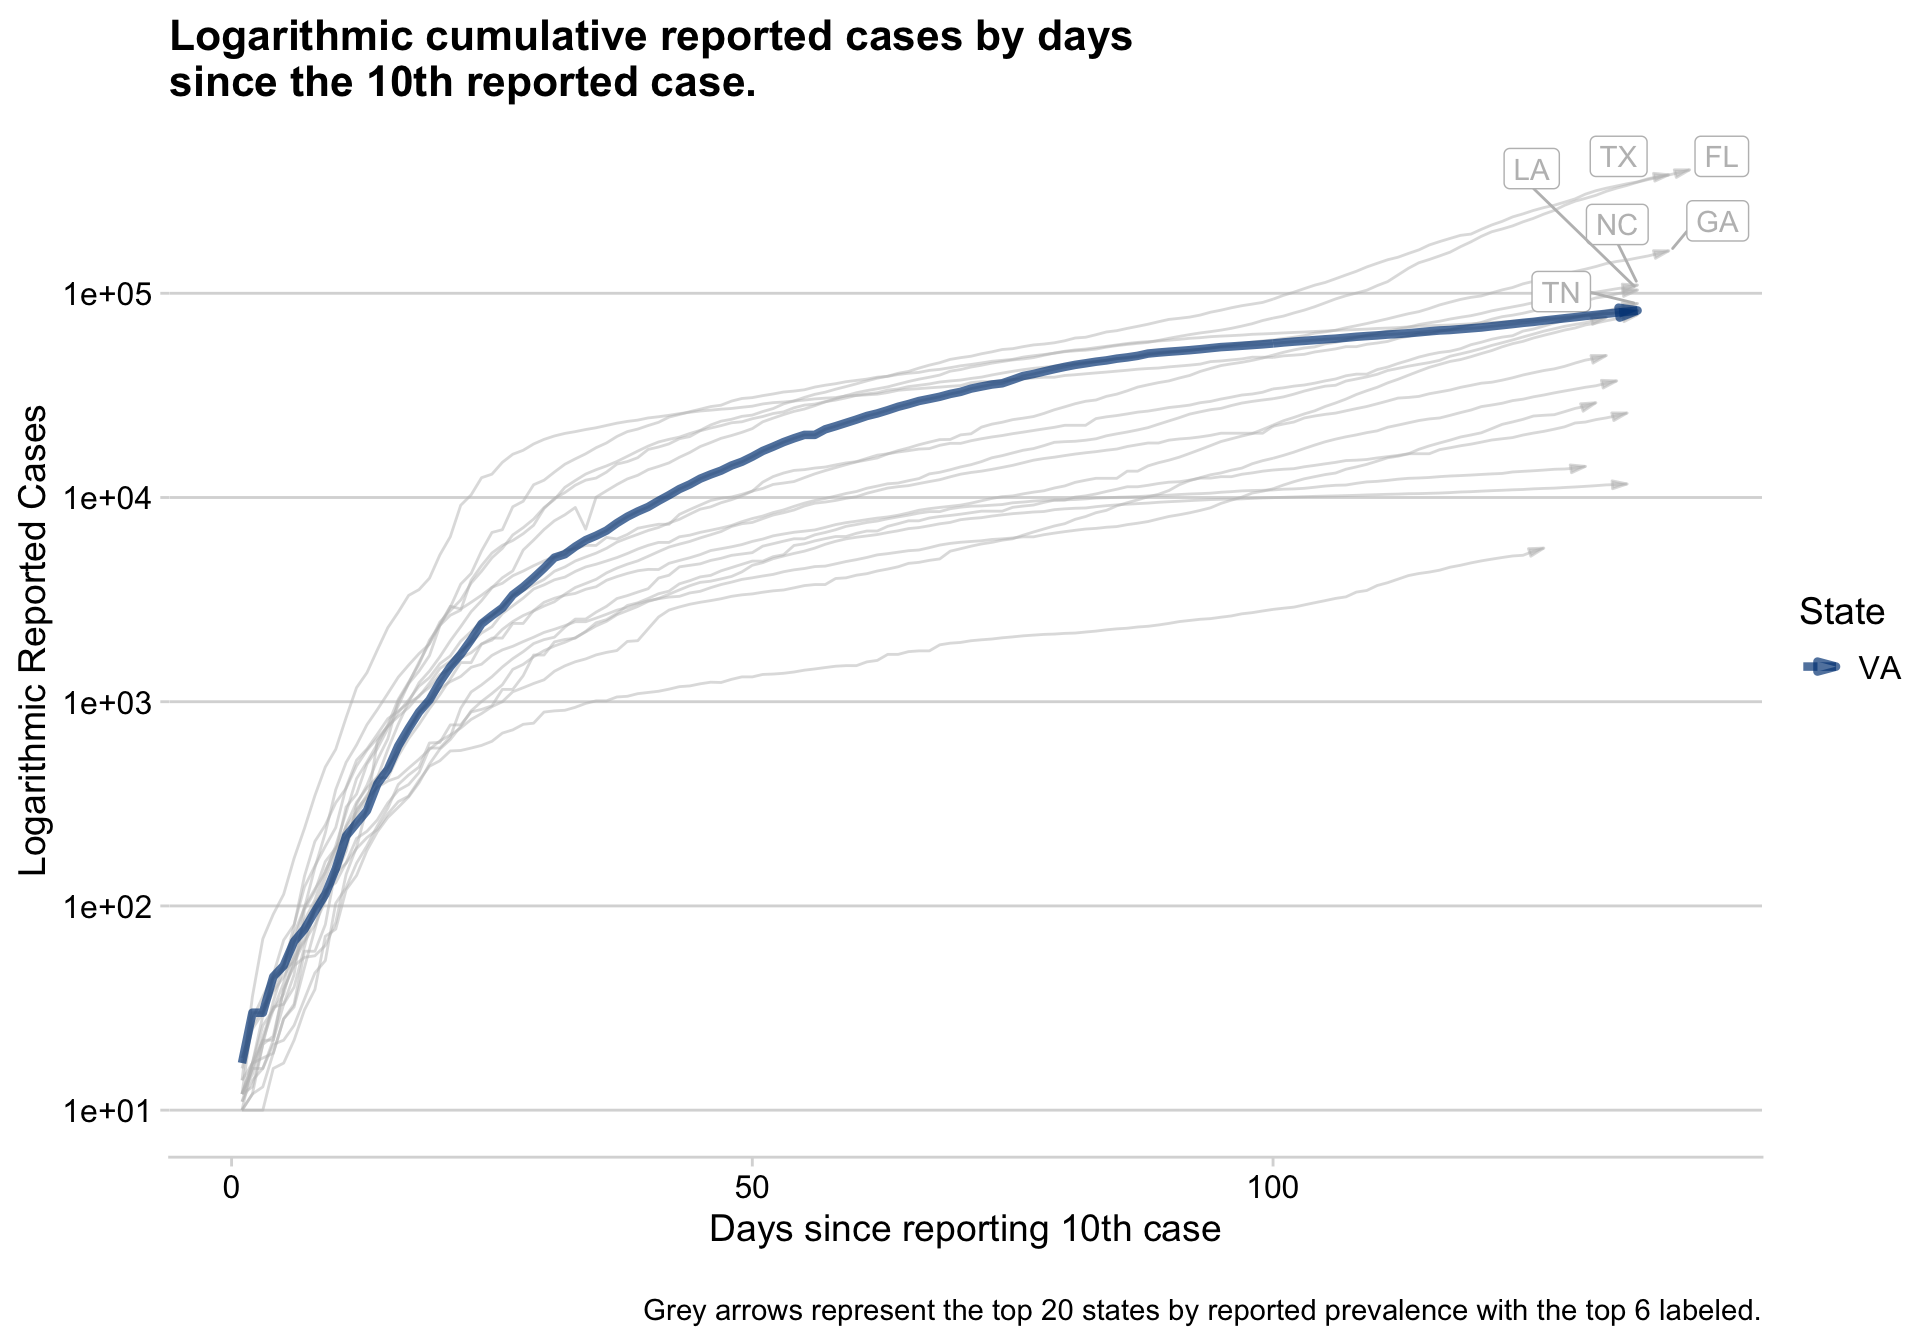 Logarithmic cumulative reported cases by days
since the 10th reported case.
LA
TX
FL
NC
GA
TN
1e+05
1e+04
1e+03
1e+02
1e+01
Logarithmic Reported Cases
0
50
100
Days since reporting 10th case
State
VA
Grey arrows represent the top 20 states by reported prevalence with the top 6 labeled.